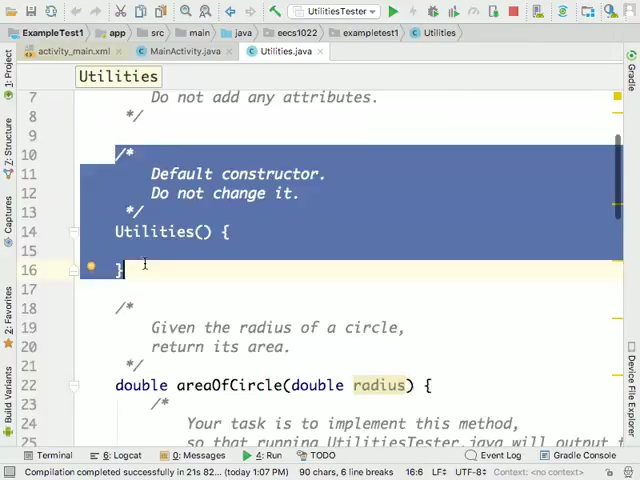 UtilitiesTester
ExampleTest1 app src main java eecs1022 exampletest1 Utilities
activity_main.xml MainActivity.java Utilities.java
Utilities
7 Do not add any attributes.
8 */
9
10 /*
11 Default constructor.
12 Do not change it.
13 */
14 Utilities() {
15
16 }
17
18 /*
19 Given the radius of a circle,
20 return its area.
21 */
22 double areaOfCircle(double radius) {
23 /*
24 Your task is to implement this method,
25 so that running UtilitiesTester.java will output
1: Project
7: Structure
Captures
2: Favorites
Build Variants
Gradle
Device File Explorer
Terminal 6: Logcat 0: Messages 4: Run TODO Event Log Gradle Console
Compilation completed successfully in 21s 82... (today 1:07 PM) 90 chars, 6 line breaks 16:6 LF UTF-8 Context: <no context>